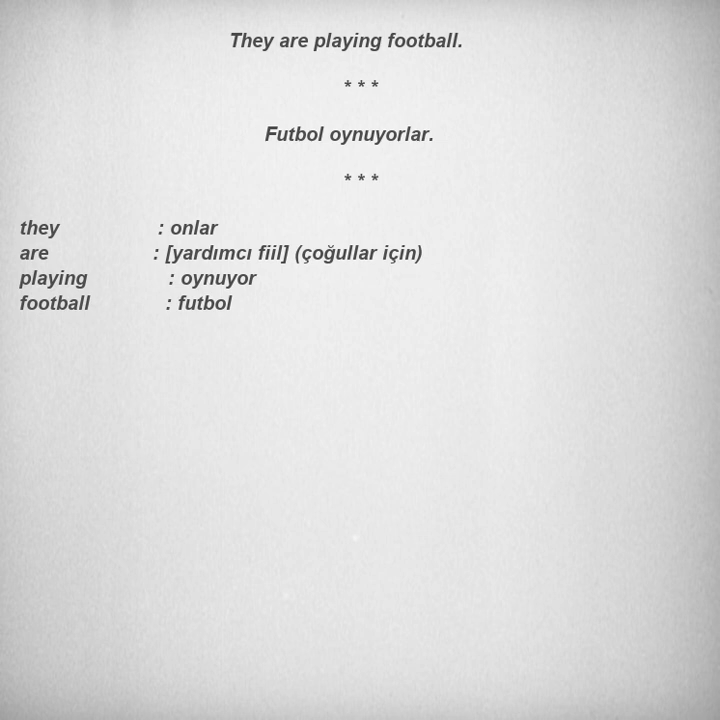 They are playing football.
* * *
Futbol oynuyorlar.
* * *
they : onlar
are : [yardımcı fiil] (çoğullar için)
playing : oynuyor
football : futbol